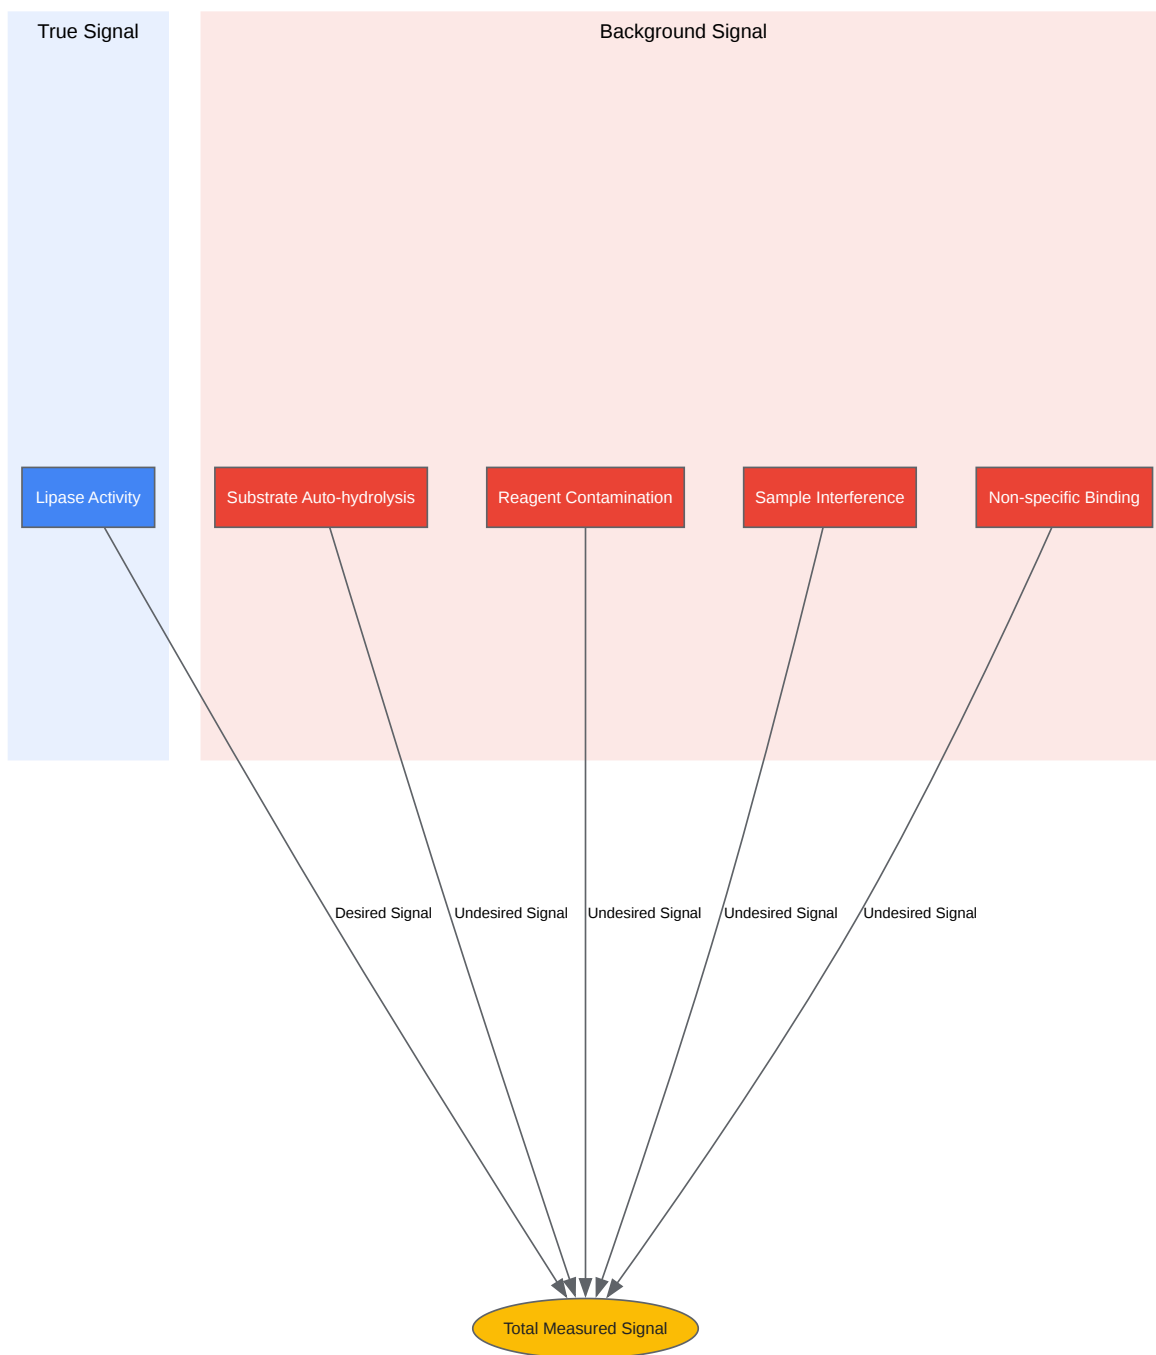 True Signal
Background Signal
Lipase Activity
Substrate Auto-hydrolysis
Reagent Contamination
Sample Interference
Non-specific Binding
Desired Signal
Undesired Signal
Undesired Signal
Undesired Signal
Undesired Signal
Total Measured Signal